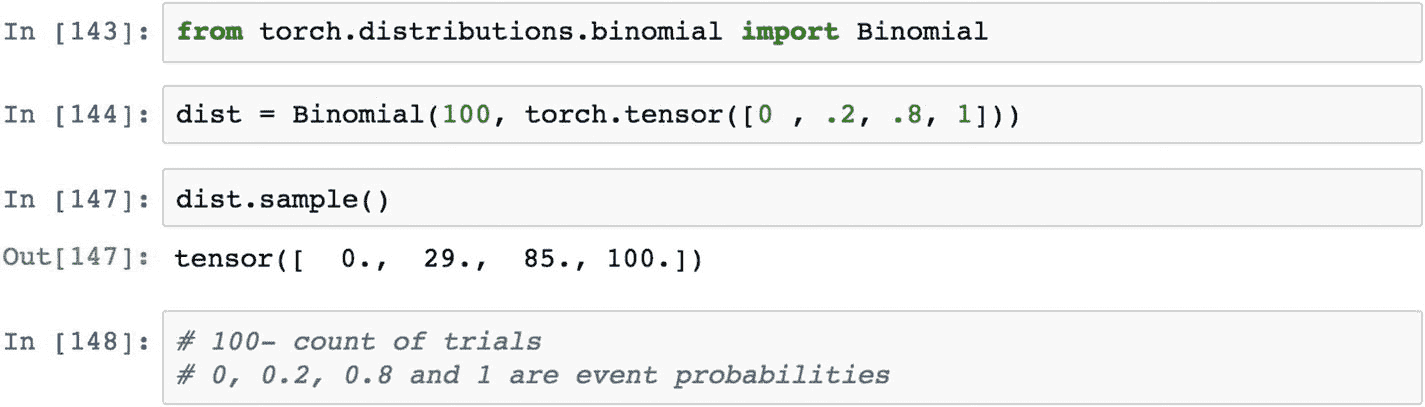 In [143]: from torch.distributions.binomial import Binomial
In [144]: dist = Binomial(100, torch.tensor([0 , .2, .8, 1]))
In [147]: dist.sample()
Out[147]: tensor([  0.,  29.,  85., 100.])
In [148]: # 100- count of trials
# 0, 0.2, 0.8 and 1 are event probabilities